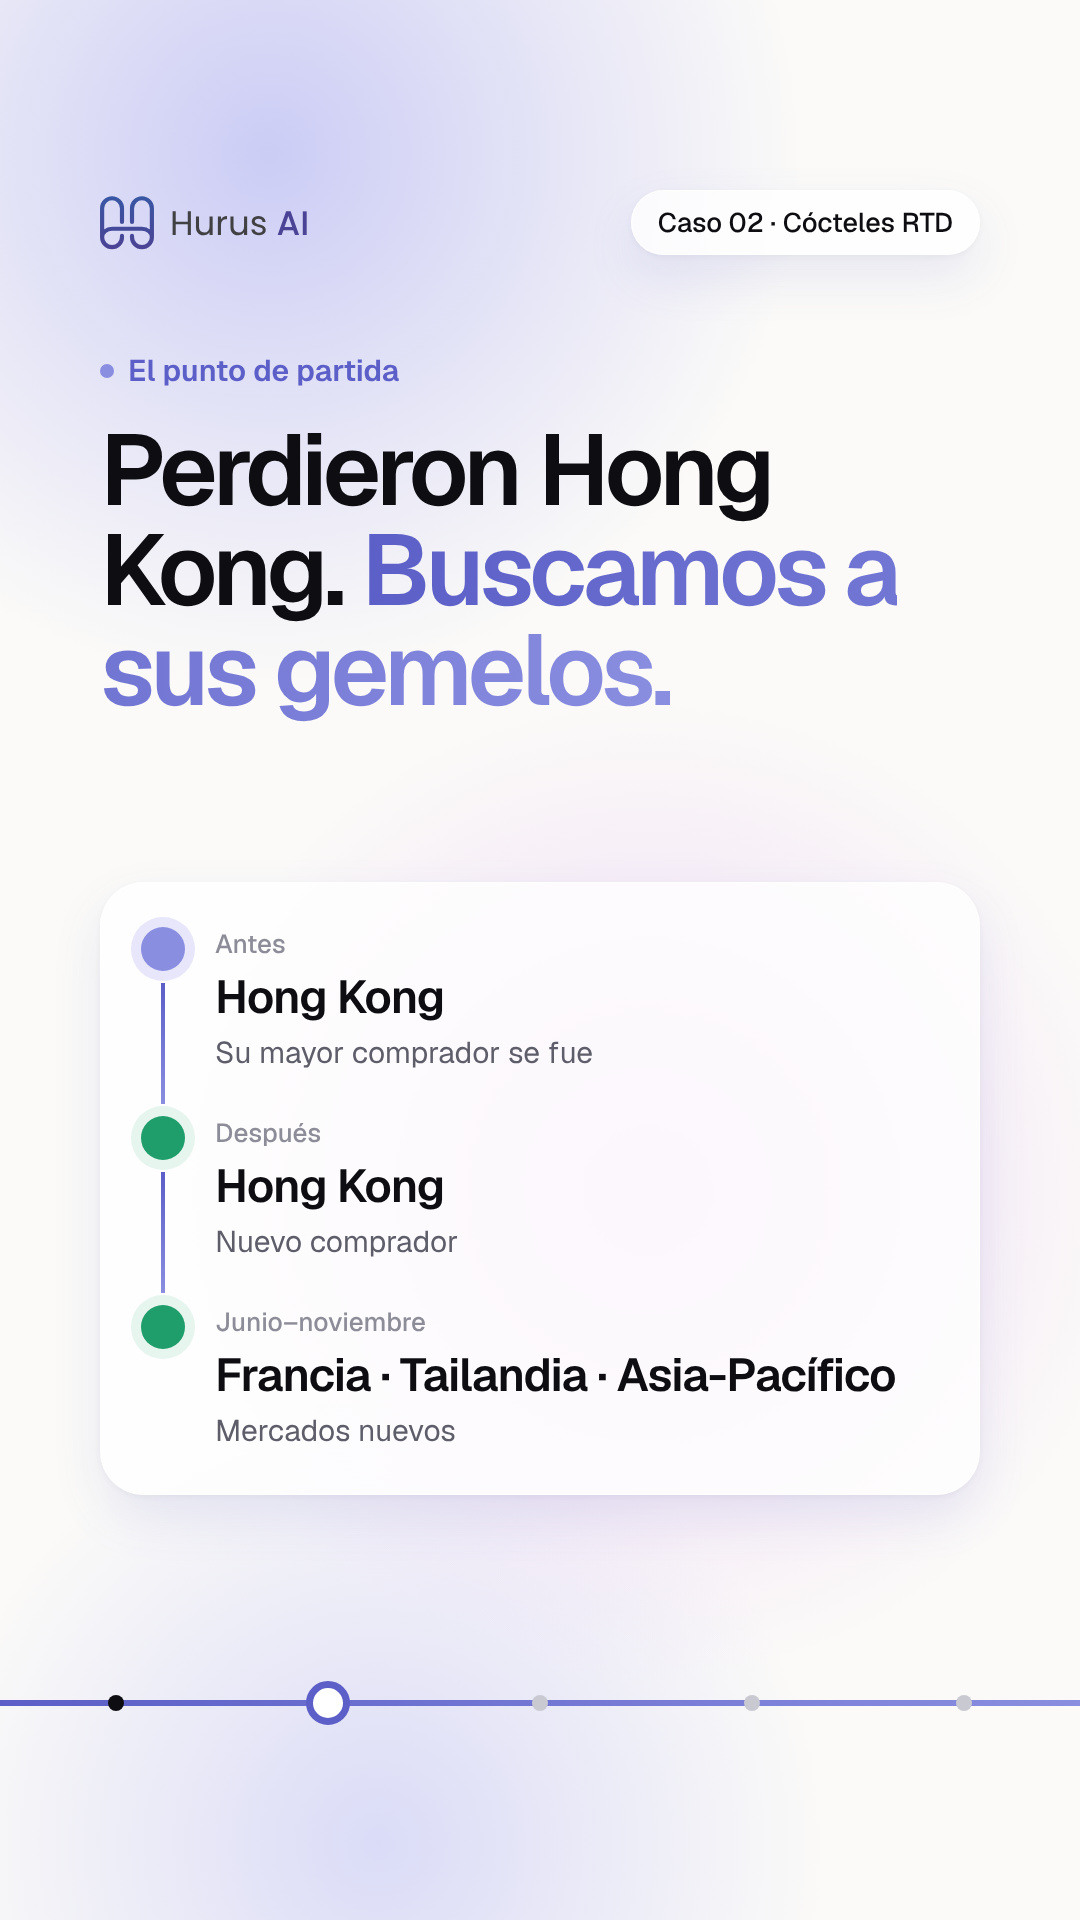 Hurus AI
Caso 02 · Cócteles RTD
El punto de partida
Perdieron Hong
Kong. Buscamos a
sus gemelos.
Antes
Hong Kong
Su mayor comprador se fue
Después
Hong Kong
Nuevo comprador
Junio–noviembre
Francia · Tailandia · Asia-Pacífico
Mercados nuevos